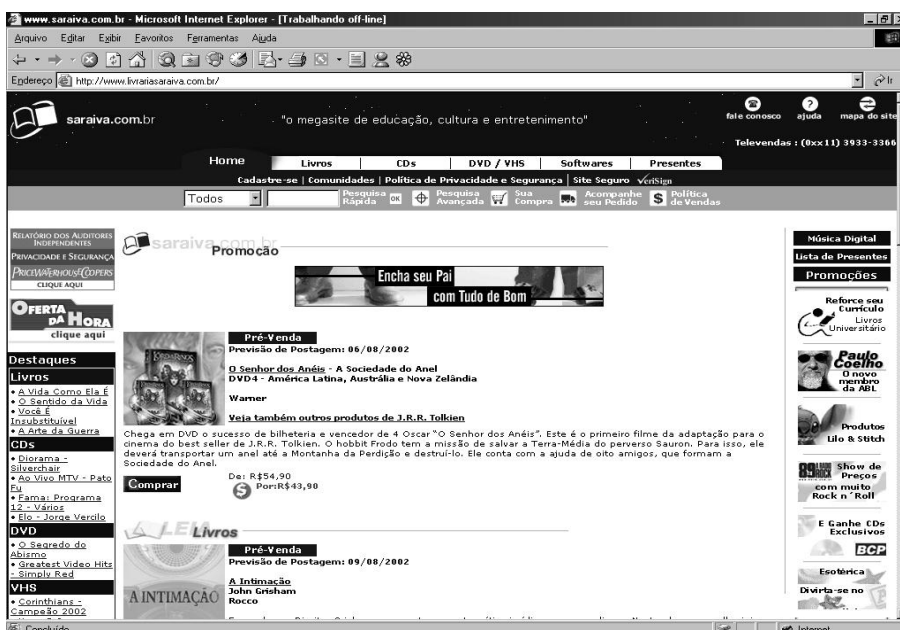 www.saraiva.com.br - Microsoft Internet Explorer - [Trabalhando off-line]
Arquivo Editar Exibir Favoritos Ferramentas Ajuda
Endereço http://www.livrariasaraiva.com.br/ Ir
saraiva.com.br
"o megasite de educação, cultura e entretenimento"
fale conosco ajuda mapa do site
Televendas : (0xx11) 3933-3366
Home Livros CDs DVD / VHS Softwares Presentes
Cadastre-se | Comunidades | Política de Privacidade e Segurança | Site Seguro VeriSign
Todos Pesquisa Rápida OK Pesquisa Avançada Sua Compra Acompanhe seu Pedido $ Política de Vendas
RELATÓRIO DOS AUDITORES
INDEPENDENTES
PRIVACIDADE E SEGURANÇA
PRICEWATERHOUSECOOPERS
CLIQUE AQUI
OFERTA
DA HORA
clique aqui
Destaques
Livros
• A Vida Como Ela É
• O Sentido da Vida
• Você É
Insubstituível
• A Arte da Guerra
CDs
• Diorama -
Silverchair
• Ao Vivo MTV - Pato
Fu
• Fama: Programa
12 - Vários
• Elo - Jorge Vercilo
DVD
• O Segredo do
Abismo
• Greatest Video Hits
- Simply Red
VHS
• Corinthians -
Campeão 2002
saraiva.com.br
Promoção
Encha seu Pai
com Tudo de Bom
Pré-Venda
Previsão de Postagem: 06/08/2002
O Senhor dos Anéis - A Sociedade do Anel
DVD4 - América Latina, Austrália e Nova Zelândia
Warner
Veja também outros produtos de J.R.R. Tolkien
Chega em DVD o sucesso de bilheteria e vencedor de 4 Oscar "O Senhor dos Anéis". Este é o primeiro filme da adaptação para o
cinema do best seller de J.R.R. Tolkien. O hobbit Frodo tem a missão de salvar a Terra-Média do perverso Sauron. Para isso, ele
deverá transportar um anel até a Montanha da Perdição e destruí-lo. Ele conta com a ajuda de oito amigos, que formam a
Sociedade do Anel.
Comprar
De: R$54,90
$ Por:R$43,90
LEIA Livros
Pré-Venda
Previsão de Postagem: 09/08/2002
A INTIMAÇÃO
A Intimação
John Grisham
Rocco
Música Digital
Lista de Presentes
Promoções
Reforce seu
Currículo
Livros
Universitário
Paulo
Coelho
O novo
membro
da ABL
Produtos
Lilo & Stitch
89 Show de
Preços
com muito
Rock n´Roll
E Ganhe CDs
Exclusivos
BCP
Esotérica
Divirta-se no
Concluído
Internet